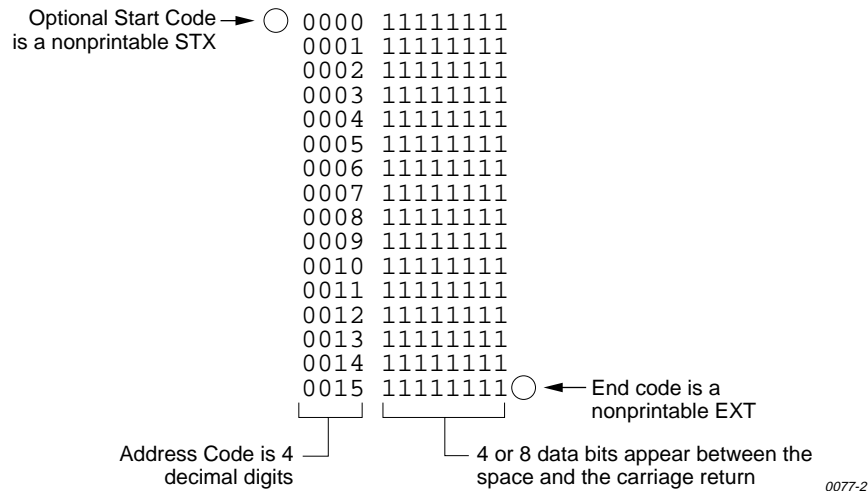 Optional Start Code
is a nonprintable STX
0000 11111111
0001 11111111
0002 11111111
0003 11111111
0004 11111111
0005 11111111
0006 11111111
0007 11111111
0008 11111111
0009 11111111
0010 11111111
0011 11111111
0012 11111111
0013 11111111
0014 11111111
0015 11111111
End code is a
nonprintable EXT
Address Code is 4
decimal digits
4 or 8 data bits appear between the
space and the carriage return
0077-2